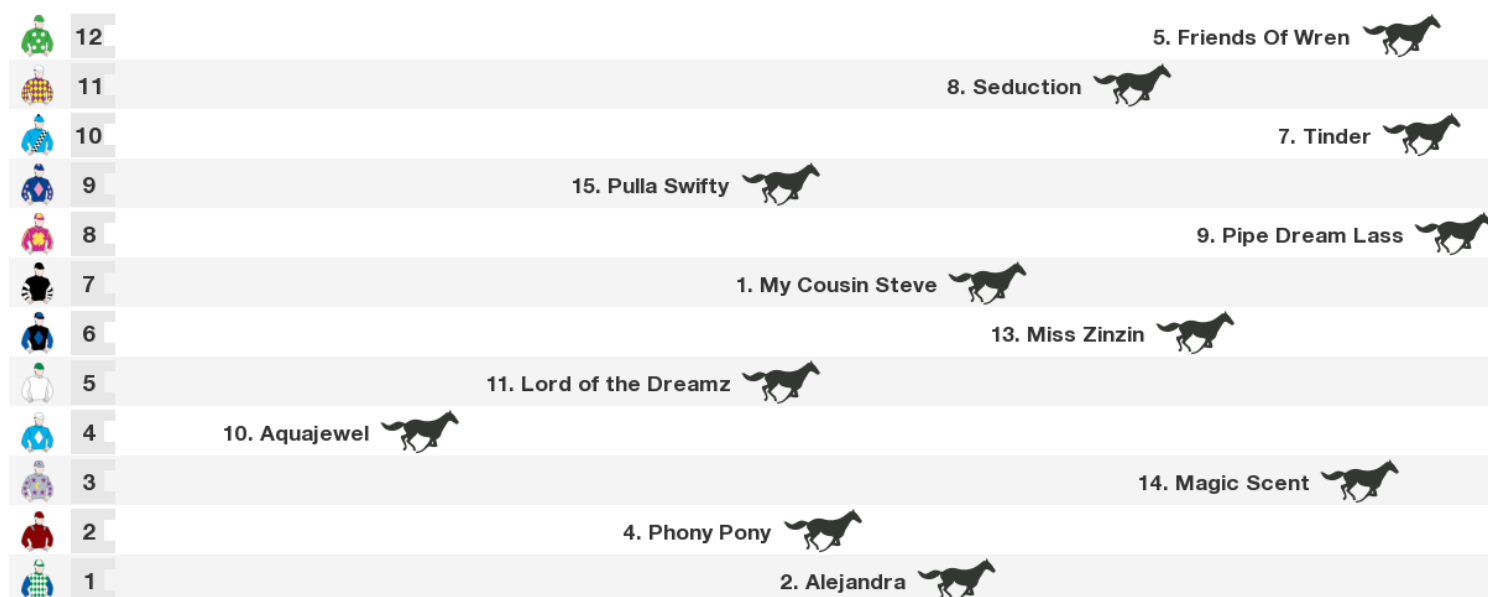 12 5. Friends Of Wren
11 8. Seduction
10 7. Tinder
9 15. Pulla Swifty
8 9. Pipe Dream Lass
7 1. My Cousin Steve
6 13. Miss Zinzin
5 11. Lord of the Dreamz
4 10. Aquajewel
3 14. Magic Scent
2 4. Phony Pony
1 2. Alejandra